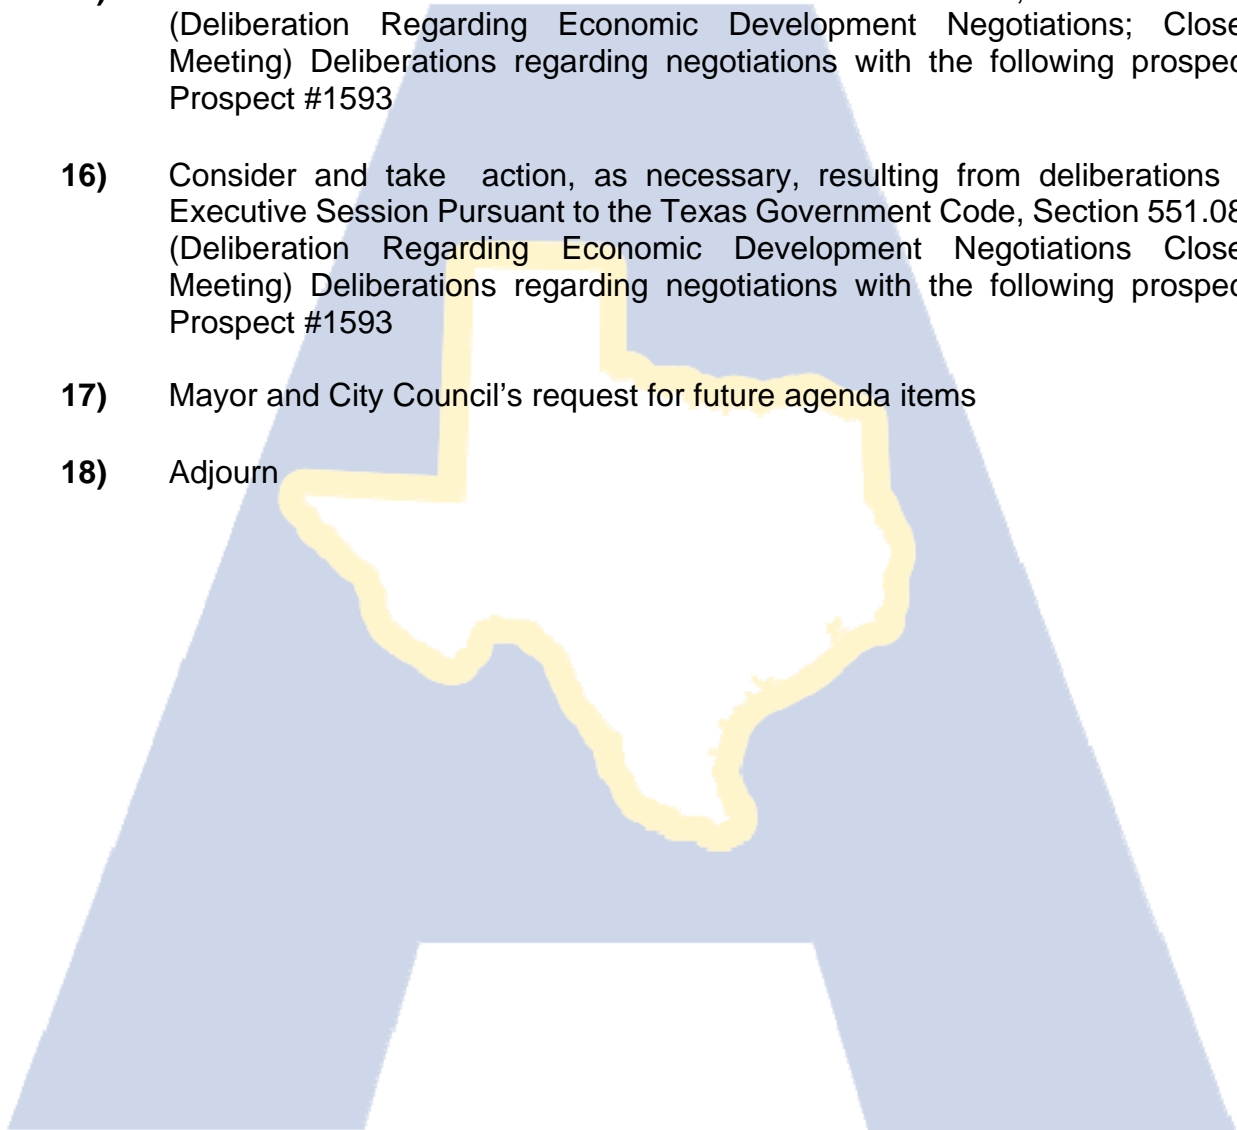 (Deliberation Regarding Economic Development Negotiations; Close
Meeting) Deliberations regarding negotiations with the following prospec
Prospect #1593
16) Consider and take action, as necessary, resulting from deliberations
Executive Session Pursuant to the Texas Government Code, Section 551.08
(Deliberation Regarding Economic Development Negotiations Close
Meeting) Deliberations regarding negotiations with the following prospec
Prospect #1593
17) Mayor and City Council's request for future agenda items
18) Adjourn